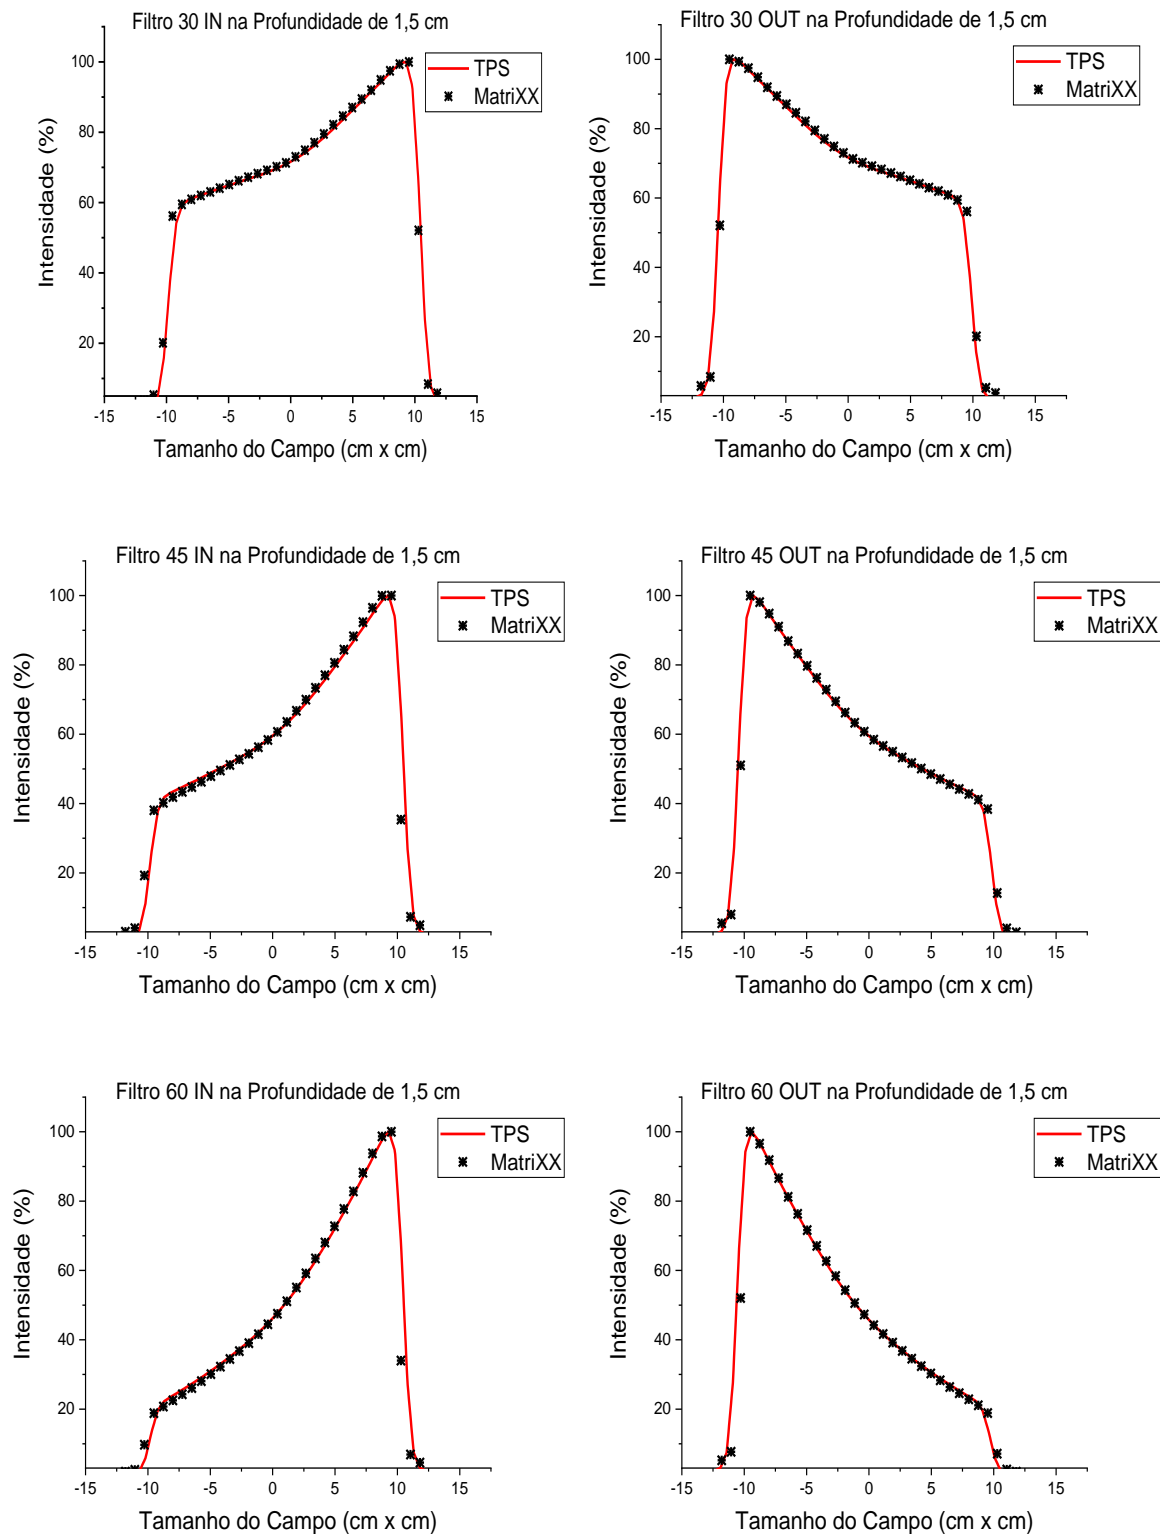 Filtro 30 IN na Profundidade de 1,5 cm
TPS
MatriXX
Intensidade (%)
100
80
60
40
20
-15 -10 -5 0 5 10 15
Tamanho do Campo (cm x cm)
Filtro 30 OUT na Profundidade de 1,5 cm
TPS
MatriXX
Intensidade (%)
100
80
60
40
20
-15 -10 -5 0 5 10 15
Tamanho do Campo (cm x cm)
Filtro 45 IN na Profundidade de 1,5 cm
TPS
MatriXX
Intensidade (%)
100
80
60
40
20
-15 -10 -5 0 5 10 15
Tamanho do Campo (cm x cm)
Filtro 45 OUT na Profundidade de 1,5 cm
TPS
MatriXX
Intensidade (%)
100
80
60
40
20
-15 -10 -5 0 5 10 15
Tamanho do Campo (cm x cm)
Filtro 60 IN na Profundidade de 1,5 cm
TPS
MatriXX
Intensidade (%)
100
80
60
40
20
-15 -10 -5 0 5 10 15
Tamanho do Campo (cm x cm)
Filtro 60 OUT na Profundidade de 1,5 cm
TPS
MatriXX
Intensidade (%)
100
80
60
40
20
-15 -10 -5 0 5 10 15
Tamanho do Campo (cm x cm)